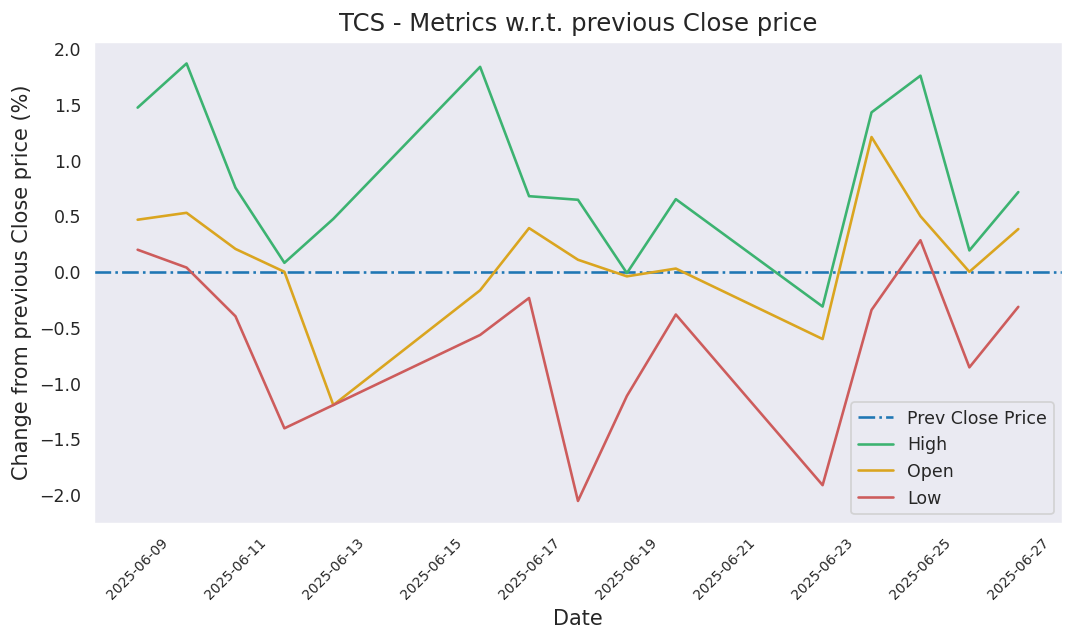 TCS - Metrics w.r.t. previous Close price
Change from previous Close price (%)
2.0
1.5
1.0
0.5
0.0
−0.5
−1.0
−1.5
−2.0
Prev Close Price
High
Open
Low
2025-06-09
2025-06-11
2025-06-13
2025-06-15
2025-06-17
2025-06-19
2025-06-21
2025-06-23
2025-06-25
2025-06-27
Date